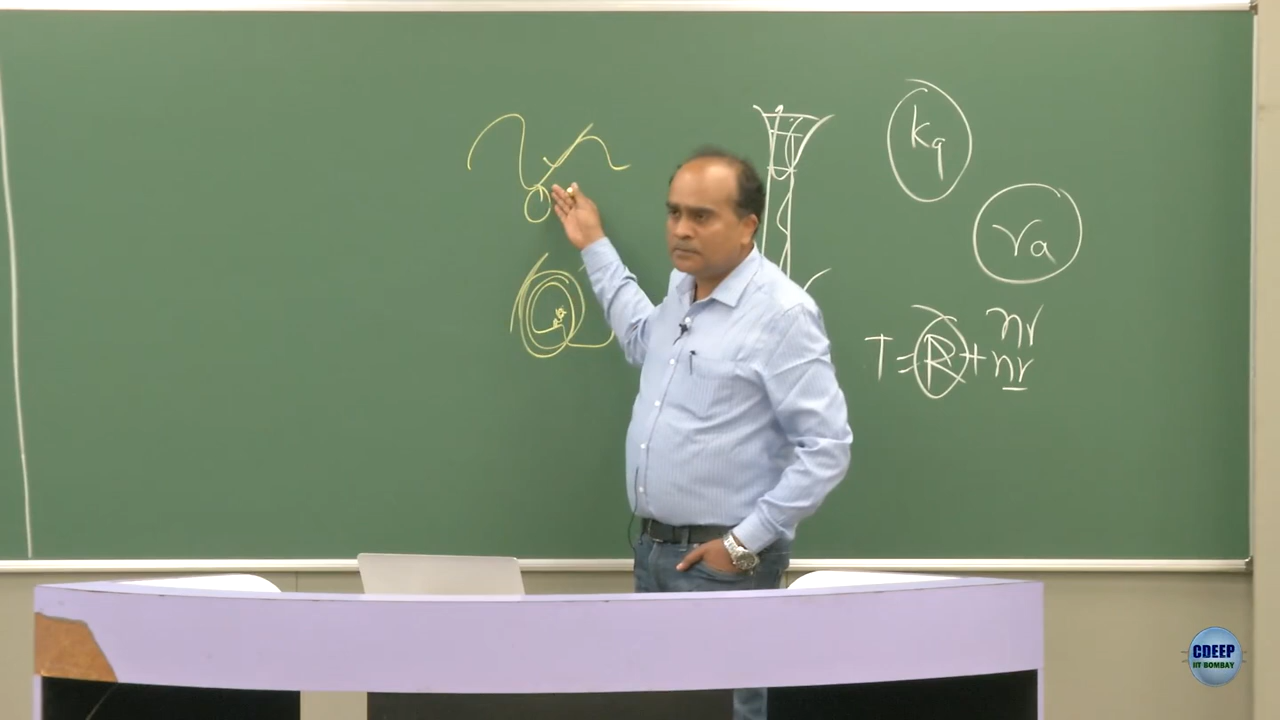 kq
ra
nr
T = R + nr
CDEEP
IIT BOMBAY